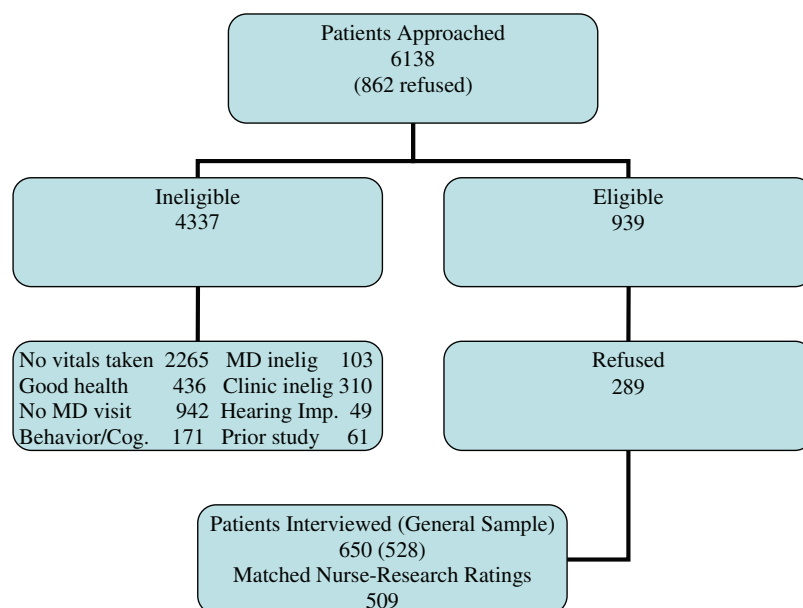 Patients Approached
6138
(862 refused)
Ineligible
4337
Eligible
939
No vitals taken 2265 MD inelig 103
Good health 436 Clinic inelig 310
No MD visit 942 Hearing Imp. 49
Behavior/Cog. 171 Prior study 61
Refused
289
Patients Interviewed (General Sample)
650 (528)
Matched Nurse-Research Ratings
509